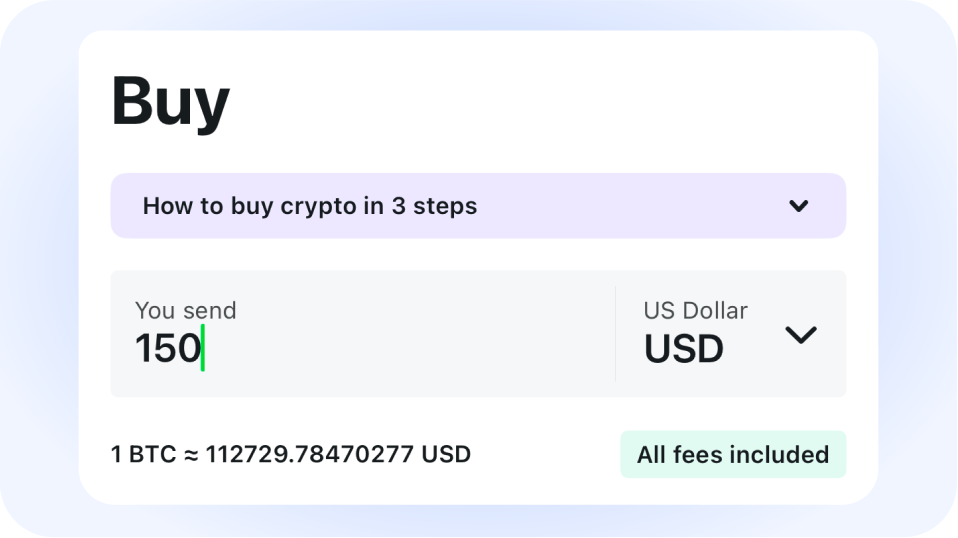 Buy
How to buy crypto in 3 steps
You send
150
US Dollar
USD
1 BTC ≈ 112729.78470277 USD
All fees included